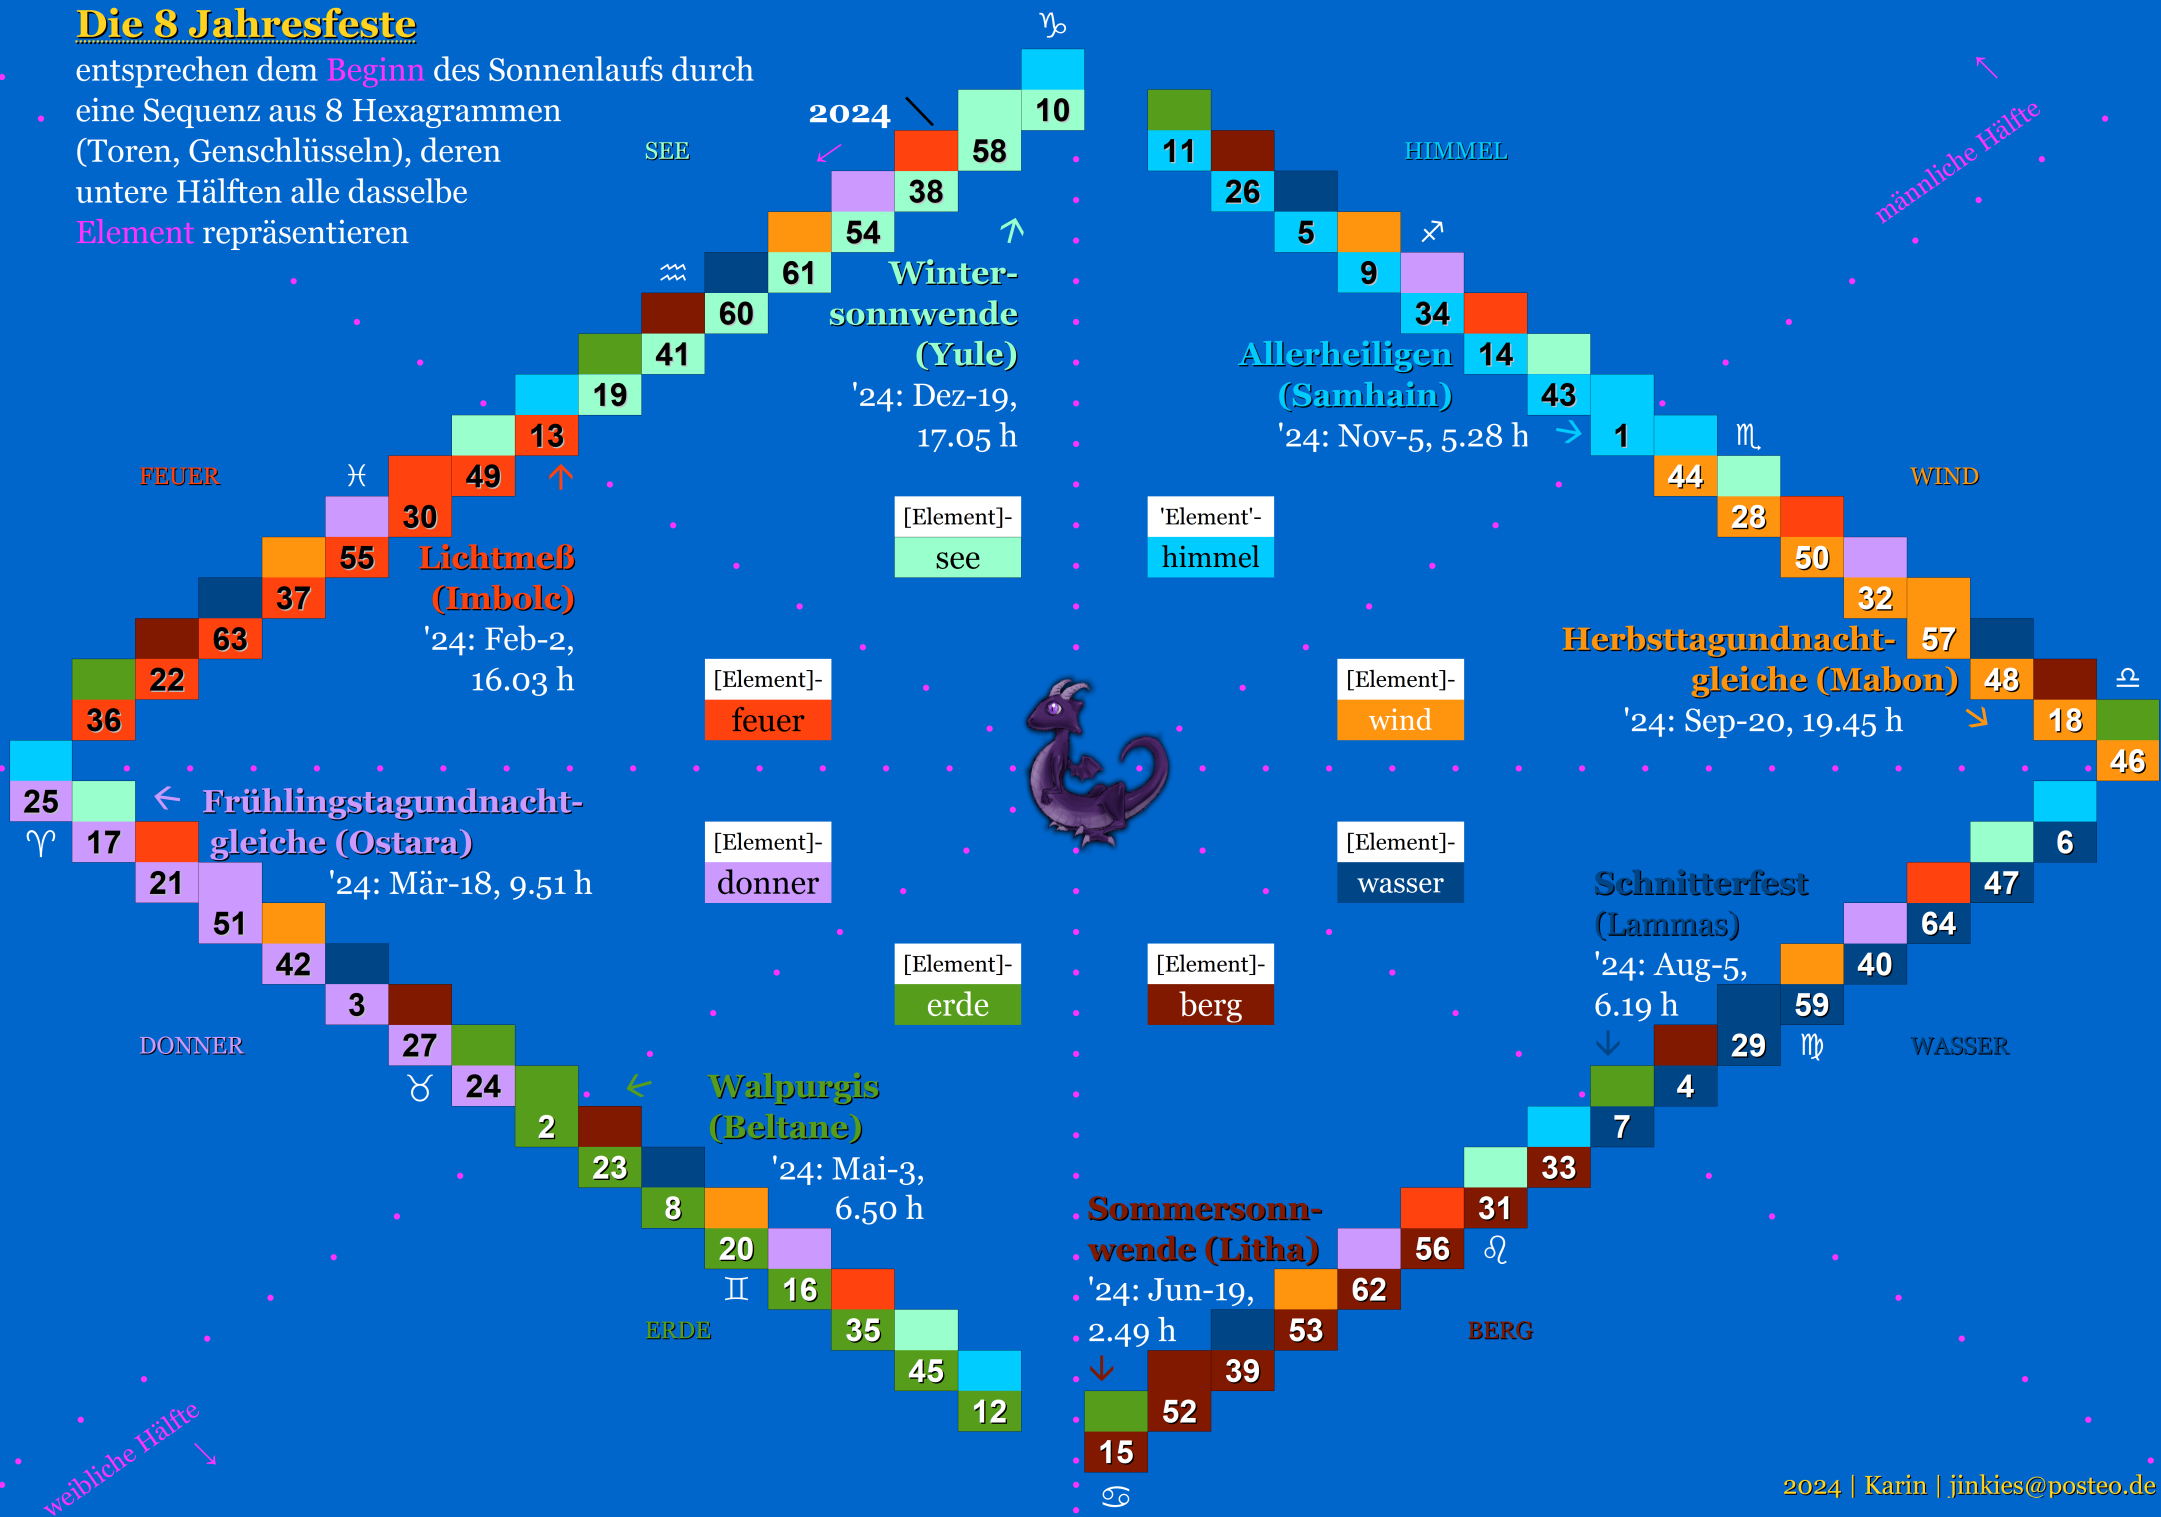 Die 8 Jahresfeste
entsprechen dem Beginn des Sonnenlaufs durch
eine Sequenz aus 8 Hexagrammen
(Toren, Genschlüsseln), deren
untere Hälften alle dasselbe
Element repräsentieren
♑
2024
SEE
10
58
38
54
61
60
41
19
♒
Winter-
sonnwende
(Yule)
'24: Dez-19,
17.05 h
HIMMEL
männliche Hälfte
11
26
5
9
34
14
43
1
♐
Allerheiligen
(Samhain)
'24: Nov-5, 5.28 h
FEUER
♓
13
49
30
55
37
63
22
36
Lichtmeß
(Imbolc)
'24: Feb-2,
16.03 h
♏
WIND
44
28
50
32
57
48
18
46
♎
Herbsttagundnacht-
gleiche (Mabon)
'24: Sep-20, 19.45 h
[Element]-
see
'Element'-
himmel
[Element]-
feuer
[Element]-
wind
[Element]-
donner
[Element]-
wasser
[Element]-
erde
[Element]-
berg
25
17
21
51
42
3
27
24
♈
♉
Frühlingstagundnacht-
gleiche (Ostara)
'24: Mär-18, 9.51 h
DONNER
6
47
64
40
59
29
4
7
♍
Schnitterfest
(Lammas)
'24: Aug-5,
6.19 h
WASSER
2
23
8
20
16
35
45
12
♊
Walpurgis
(Beltane)
'24: Mai-3,
6.50 h
ERDE
33
31
56
62
53
39
52
15
♌
♋
Sommersonn-
wende (Litha)
'24: Jun-19,
2.49 h
BERG
weibliche Hälfte
2024 | Karin | jinkies@posteo.de